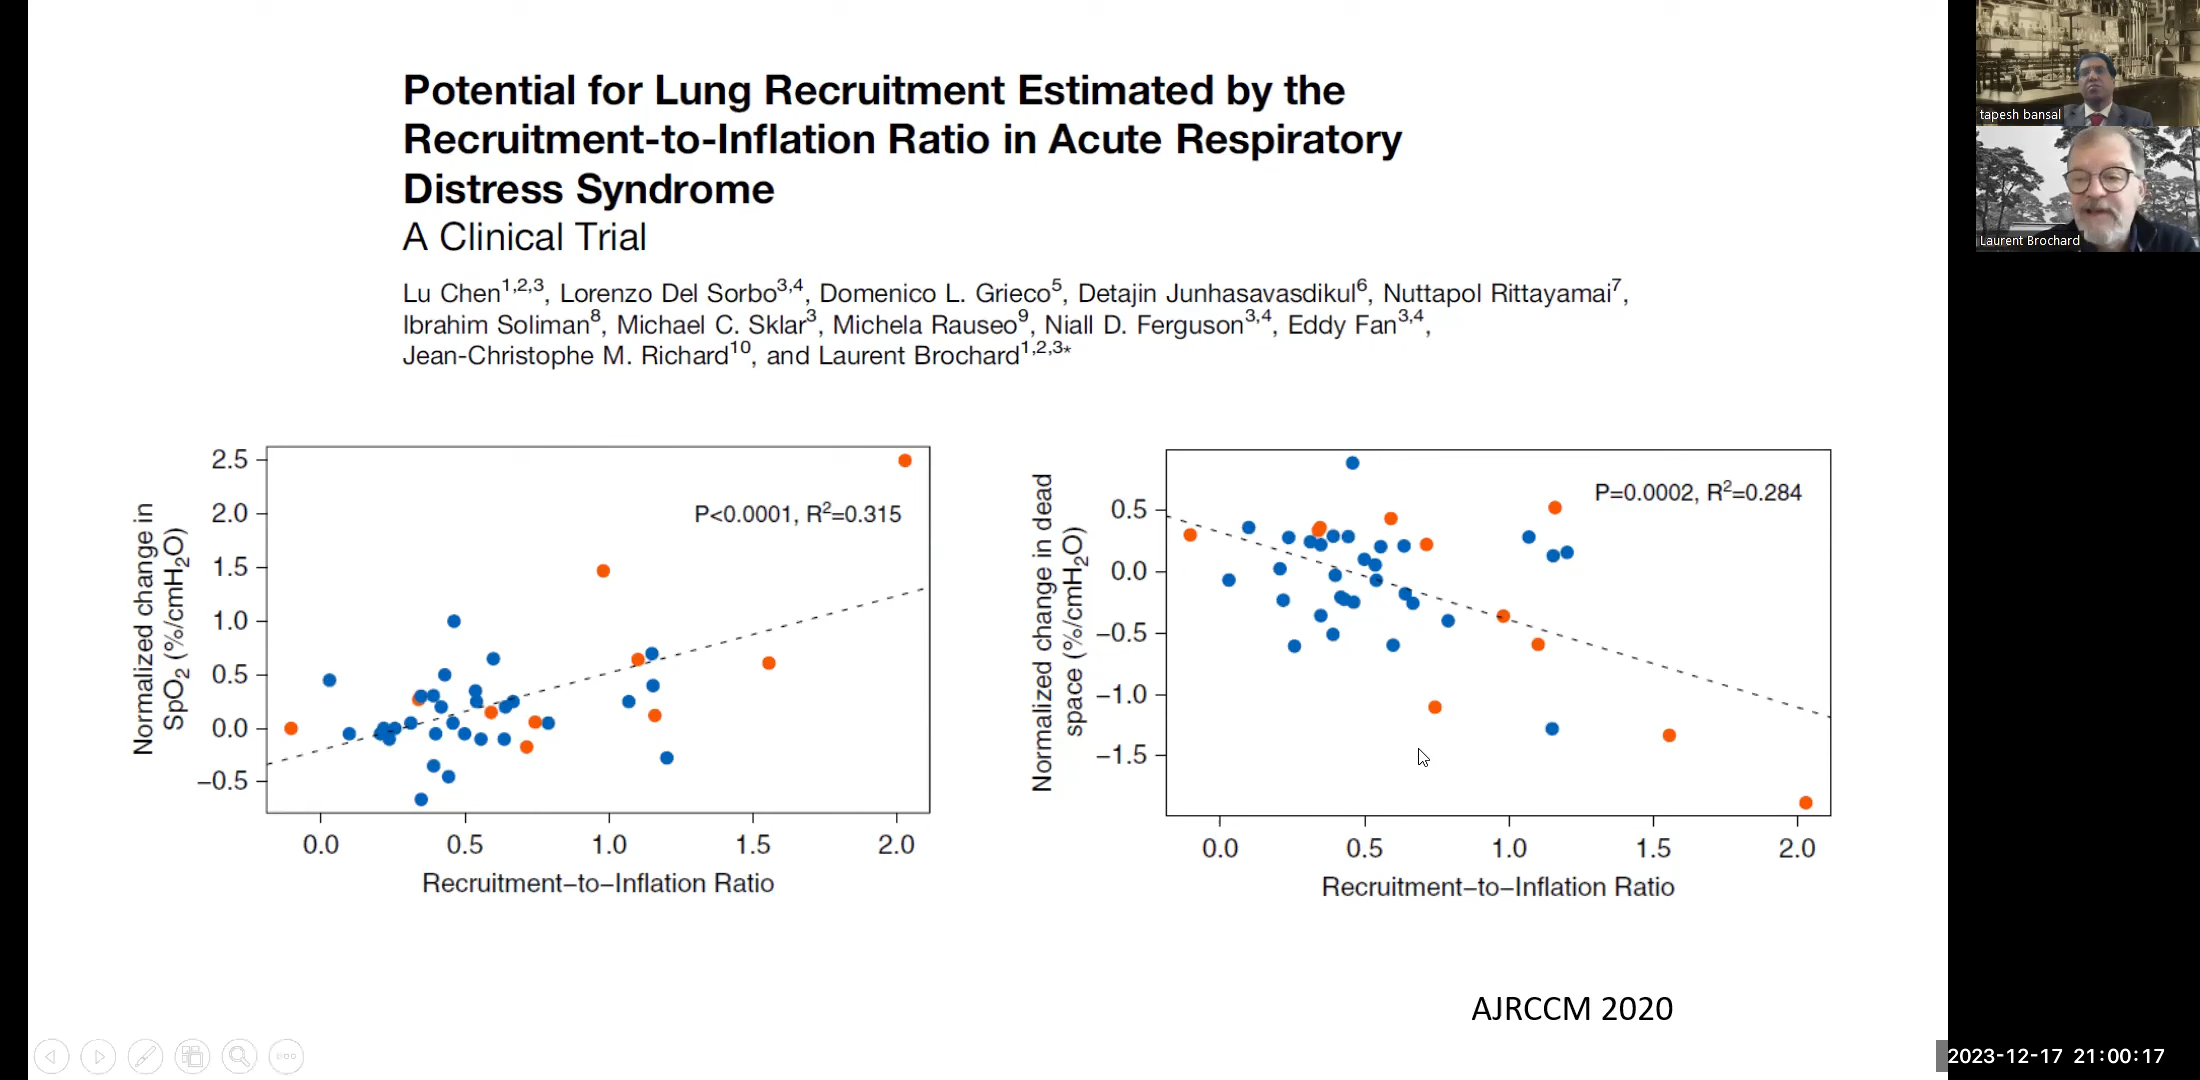 Potential for Lung Recruitment Estimated by the
Recruitment-to-Inflation Ratio in Acute Respiratory
Distress Syndrome
A Clinical Trial
Lu Chen1,2,3, Lorenzo Del Sorbo3,4, Domenico L. Grieco5, Detajin Junhasavasdikul6, Nuttapol Rittayamai7,
Ibrahim Soliman8, Michael C. Sklar3, Michela Rauseo9, Niall D. Ferguson3,4, Eddy Fan3,4,
Jean-Christophe M. Richard10, and Laurent Brochard1,2,3*
Normalized change in
SpO2 (%/cmH2O)
2.5
2.0
1.5
1.0
0.5
0.0
−0.5
P<0.0001, R2=0.315
0.0 0.5 1.0 1.5 2.0
Recruitment−to−Inflation Ratio
Normalized change in dead
space (%/cmH2O)
0.5
0.0
−0.5
−1.0
−1.5
P=0.0002, R2=0.284
0.0 0.5 1.0 1.5 2.0
Recruitment−to−Inflation Ratio
AJRCCM 2020
tapesh bansal
Laurent Brochard
2023-12-17 21:00:17